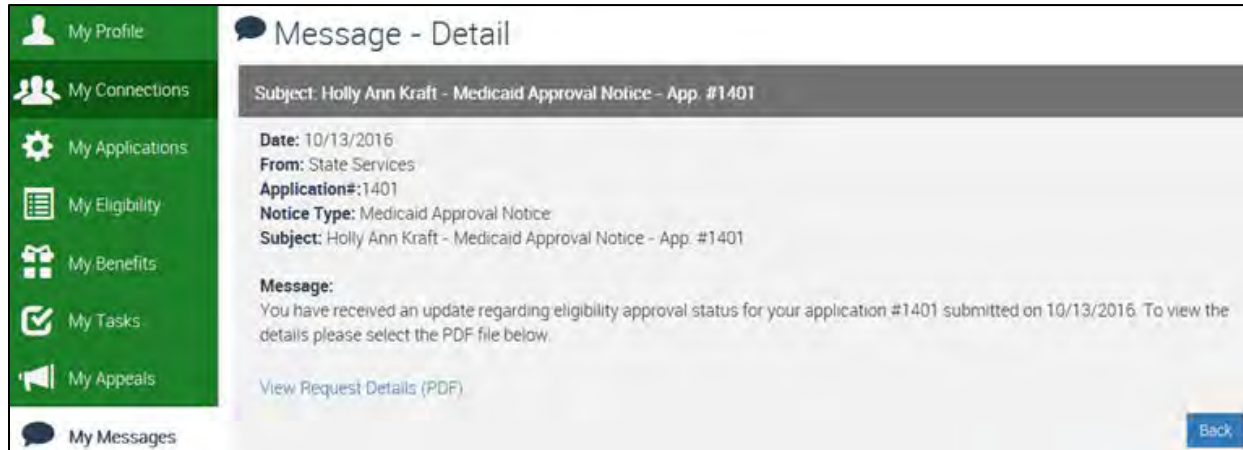 My Profile
My Connections
My Applications
My Eligibility
My Benefits
My Tasks
My Appeals
My Messages
Message - Detail
Subject: Holly Ann Kraft - Medicaid Approval Notice - App. #1401
Date: 10/13/2016
From: State Services
Application#:1401
Notice Type: Medicaid Approval Notice
Subject: Holly Ann Kraft - Medicaid Approval Notice - App. #1401
Message:
You have received an update regarding eligibility approval status for your application #1401 submitted on 10/13/2016. To view the
details please select the PDF file below.
View Request Details (PDF)
Back